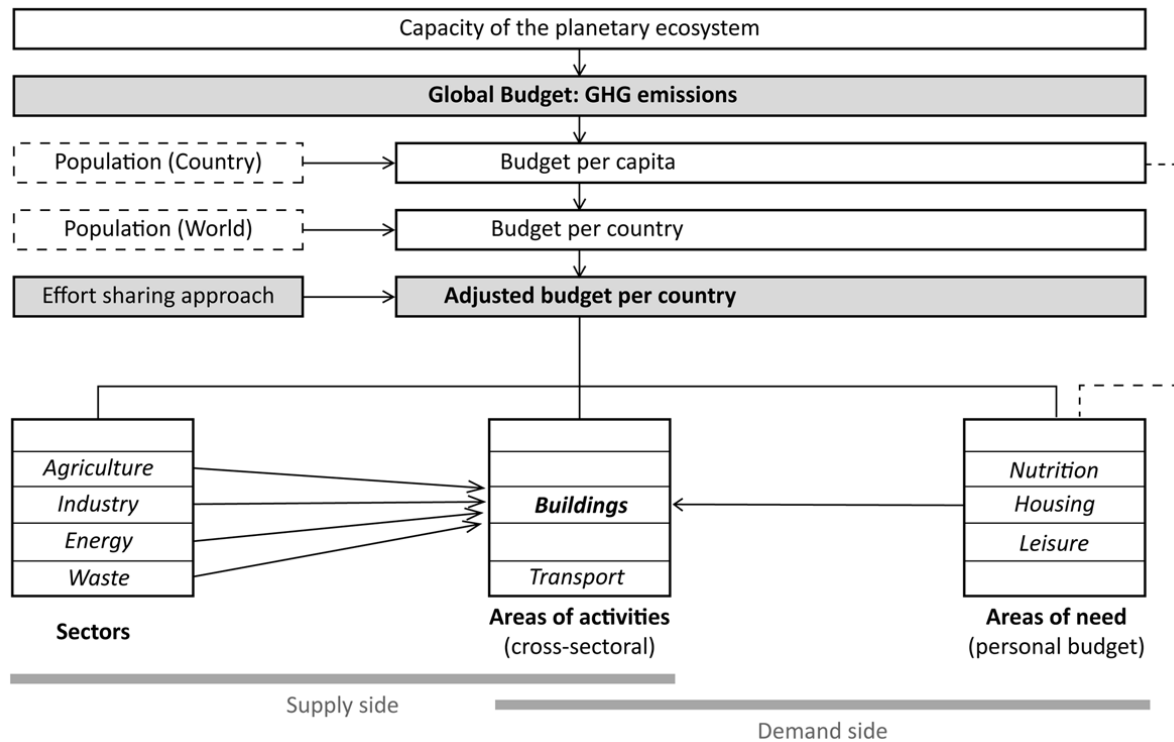 Capacity of the planetary ecosystem
Global Budget: GHG emissions
Population (Country)
Budget per capita
Population (World)
Budget per country
Effort sharing approach
Adjusted budget per country
Agriculture
Industry
Energy
Waste
Sectors
Buildings
Transport
Areas of activities
(cross-sectoral)
Nutrition
Housing
Leisure
Areas of need
(personal budget)
Supply side
Demand side